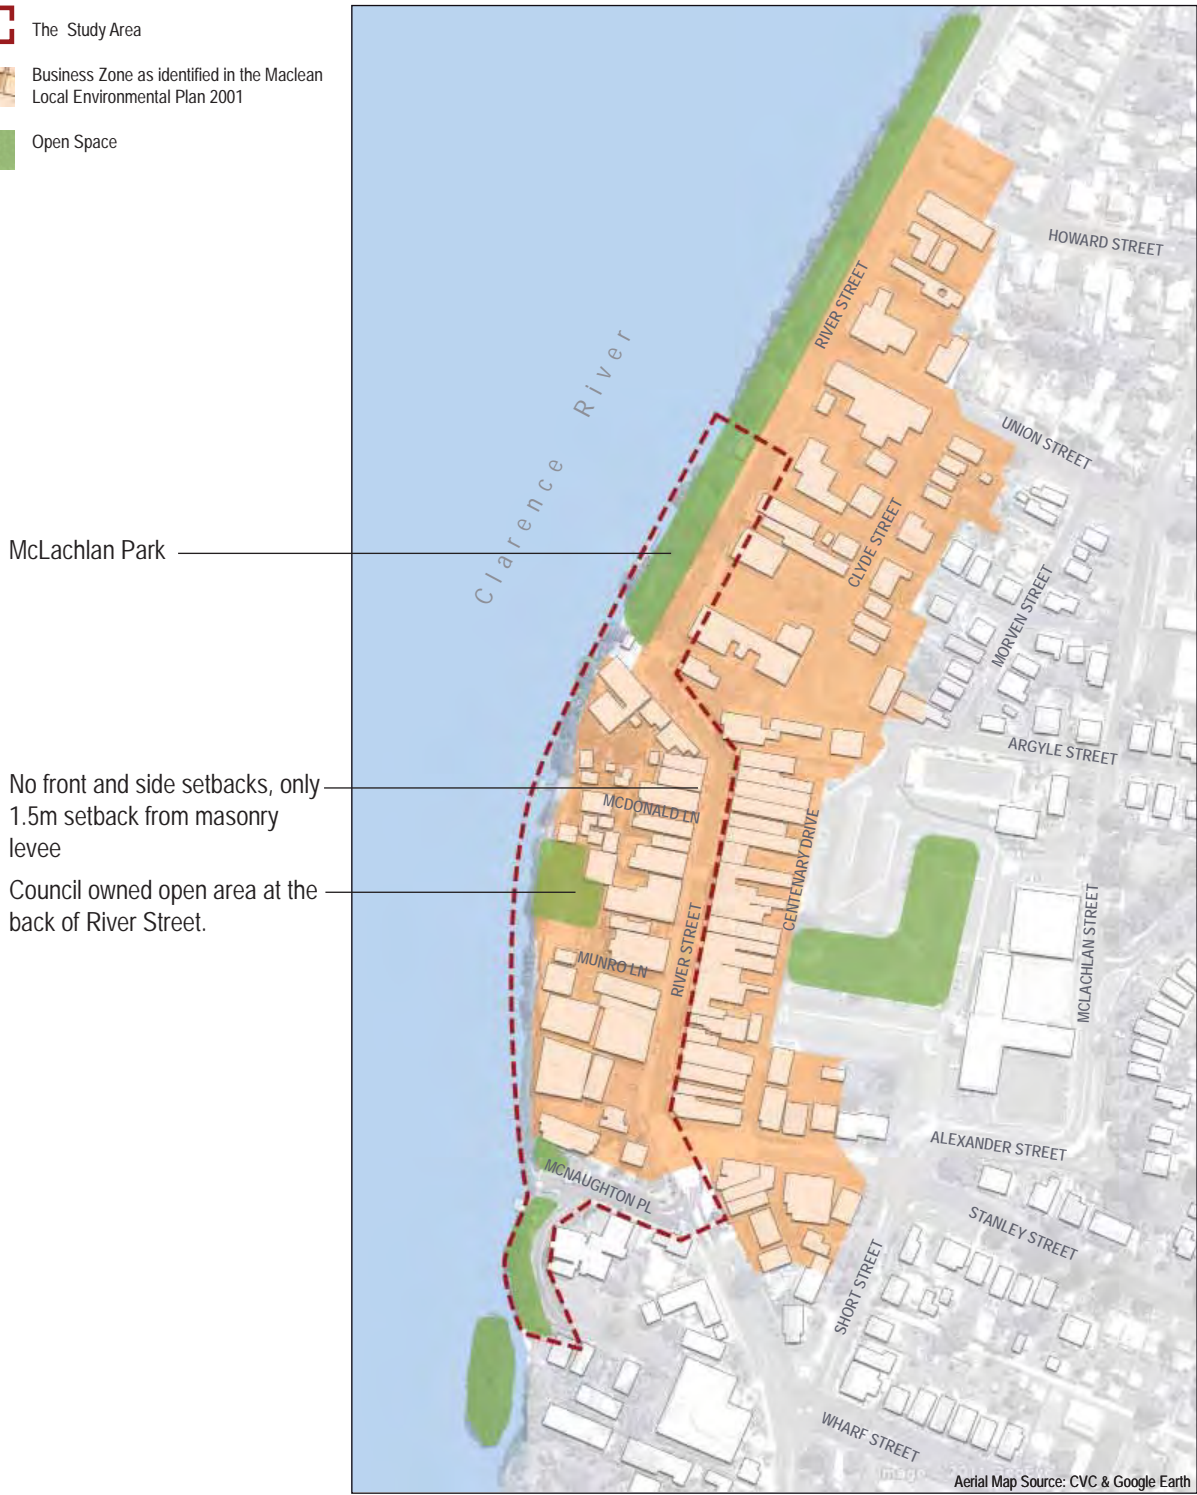 The Study Area
Business Zone as identified in the Maclean
Local Environmental Plan 2001
Open Space
McLachlan Park
No front and side setbacks, only
1.5m setback from masonry
levee
Council owned open area at the
back of River Street.
Clarence River
HOWARD STREET
RIVER STREET
UNION STREET
CLYDE STREET
MORVEN STREET
ARGYLE STREET
MCDONALD LN
CENTENARY DRIVE
MCLACHLAN STREET
RIVER STREET
MUNRO LN
ALEXANDER STREET
MCNAUGHTON PL
STANLEY STREET
SHORT STREET
WHARF STREET
Image
Aerial Map Source: CVC & Google Earth